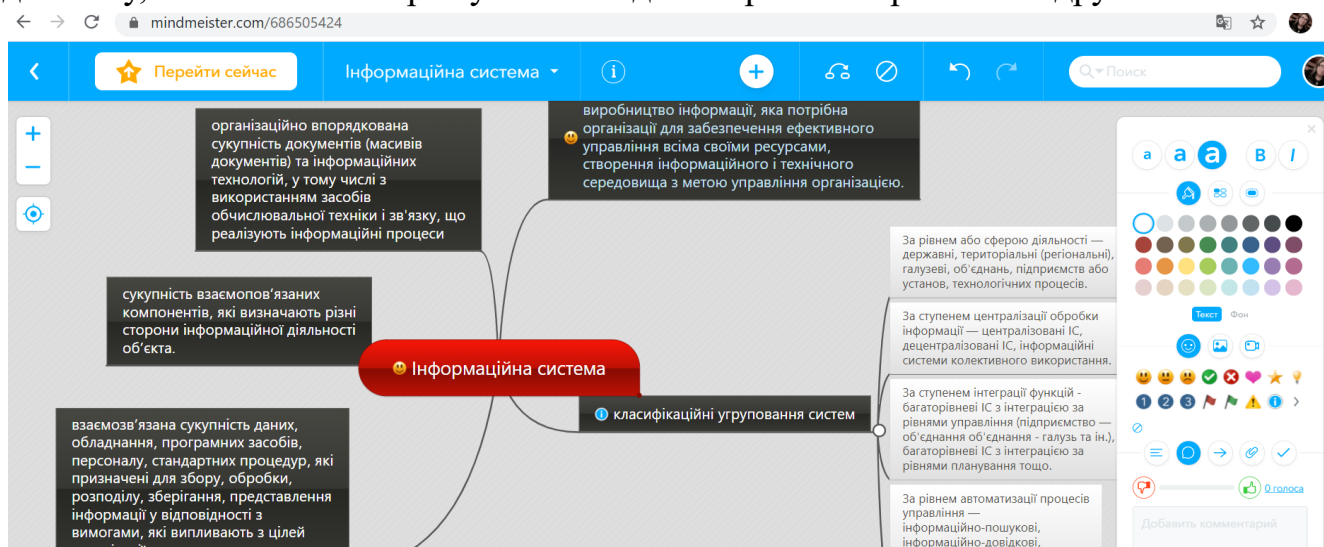 mindmeister.com/686505424
Перейти сейчас
Інформаційна система
Поиск
організаційно впорядкована
сукупність документів (масивів
документів) та інформаційних
технологій, у тому числі з
використанням засобів
обчислювальної техніки і зв'язку, що
реалізують інформаційні процеси
виробництво інформації, яка потрібна
організації для забезпечення ефективного
управління всіма своїми ресурсами,
створення інформаційного і технічного
середовища з метою управління організацією.
сукупність взаємопов’язаних
компонентів, які визначають різні
сторони інформаційної діяльності
об’єкта.
Інформаційна система
взаємозв’язана сукупність даних,
обладнання, програмних засобів,
персоналу, стандартних процедур, які
призначені для збору, обробки,
розподілу, зберігання, представлення
інформації у відповідності з
вимогами, які випливають з цілей
класифікаційні угруповання систем
За рівнем або сферою діяльності —
державні, територіальні (регіональні),
галузеві, об'єднань, підприємств або
установ, технологічних процесів.
За ступенем централізації обробки
інформації — централізовані ІС,
децентралізовані ІС, інформаційні
системи колективного використання.
За ступенем інтеграції функцій -
багаторівневі ІС з інтеграцією за
рівнями управління (підприємство —
об'єднання об'єднання - галузь та ін.),
багаторівневі ІС з інтеграцією за
рівнями планування тощо.
За рівнем автоматизації процесів
управління —
інформаційно-пошукові,
інформаційно-довідкові,
a a a B I
Текст Фон
1 2 3
0 голоса
Добавить комментарий